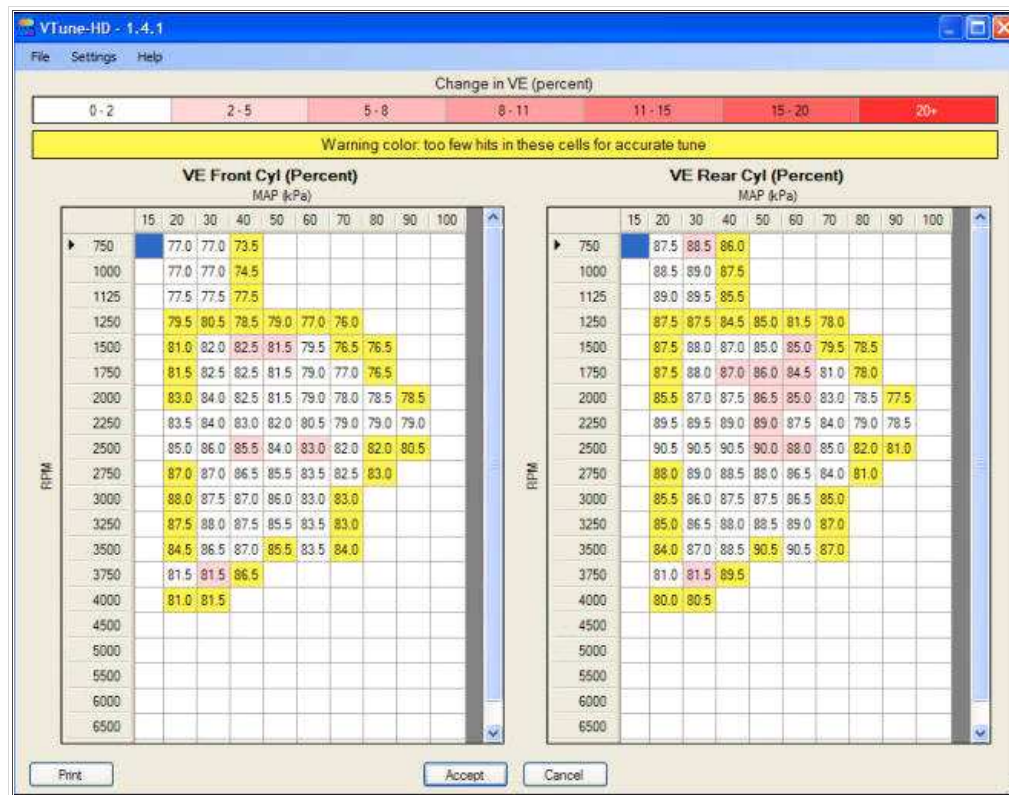 VTune-HD - 1.4.1
File Settings Help
Change in VE (percent)
0 - 2 2 - 5 5 - 8 8 - 11 11 - 15 15 - 20 20+
Warning color: too few hits in these cells for accurate tune
VE Front Cyl (Percent)
MAP (kPa)
15 20 30 40 50 60 70 80 90 100
750 77.0 77.0 73.5
1000 77.0 77.0 74.5
1125 77.5 77.5 77.5
1250 79.5 80.5 78.5 79.0 77.0 76.0
1500 81.0 82.0 82.5 81.5 79.5 76.5 76.5
1750 81.5 82.5 82.5 81.5 79.0 77.0 76.5
2000 83.0 84.0 82.5 81.5 79.0 78.0 78.5 78.5
2250 83.5 84.0 83.0 82.0 80.5 79.0 79.0 79.0
2500 85.0 86.0 85.5 84.0 83.0 82.0 82.0 80.5
2750 87.0 87.0 86.5 85.5 83.5 82.5 83.0
3000 88.0 87.5 87.0 86.0 83.0 83.0
3250 87.5 88.0 87.5 85.5 83.5 83.0
3500 84.5 86.5 87.0 85.5 83.5 84.0
3750 81.5 81.5 86.5
4000 81.0 81.5
4500
5000
5500
6000
6500
RPM
VE Rear Cyl (Percent)
MAP (kPa)
15 20 30 40 50 60 70 80 90 100
750 87.5 88.5 86.0
1000 88.5 89.0 87.5
1125 89.0 89.5 85.5
1250 87.5 87.5 84.5 85.0 81.5 78.0
1500 87.5 88.0 87.0 85.0 85.0 79.5 78.5
1750 87.5 88.0 87.0 86.0 84.5 81.0 78.0
2000 85.5 87.0 87.5 86.5 85.0 83.0 78.5 77.5
2250 89.5 89.5 89.0 89.0 87.5 84.0 79.0 78.5
2500 90.5 90.5 90.5 90.0 88.0 85.0 82.0 81.0
2750 88.0 89.0 88.5 88.0 86.5 84.0 81.0
3000 85.5 86.0 87.5 87.5 86.5 85.0
3250 85.0 86.5 88.0 88.5 89.0 87.0
3500 84.0 87.0 88.5 90.5 90.5 87.0
3750 81.0 81.5 89.5
4000 80.0 80.5
4500
5000
5500
6000
6500
RPM
Print Accept Cancel